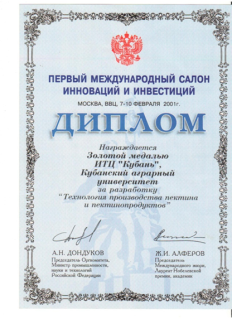 ПЕРВЫЙ МЕЖДУНАРОДНЫЙ САЛОН
ИННОВАЦИЙ И ИНВЕСТИЦИЙ
МОСКВА, ВВЦ, 7-10 ФЕВРАЛЯ 2001г.
ДИПЛОМ
Награждается
Золотой медалью
НТЦ "Кубань",
Кубанский аграрный
университет
за разработку
"Технология производства пектина
и пектинопродуктов"
А.Н. ДОНДУКОВ
Председатель Оргкомитета,
Министр промышленности,
науки и технологий
Российской Федерации
Ж.И. АЛФЕРОВ
Председатель
Международного жюри,
Лауреат Нобелевской
премии, академик